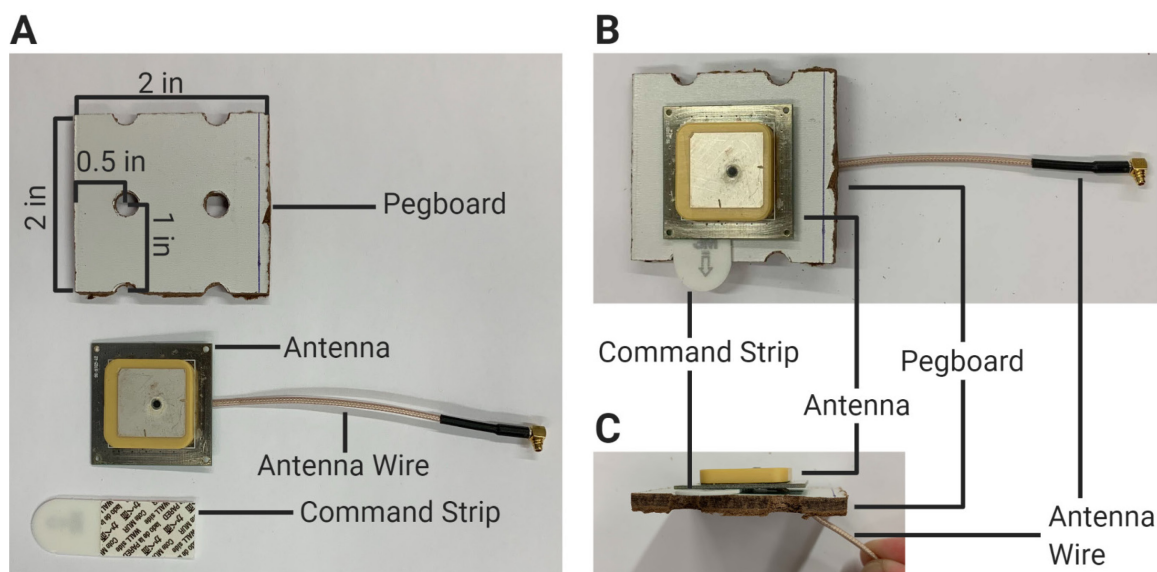 A
2 in
2 in
0.5 in
1 in
Pegboard
Antenna
Antenna Wire
Command Strip
B
Command Strip
Pegboard
Antenna
C
Antenna
Wire